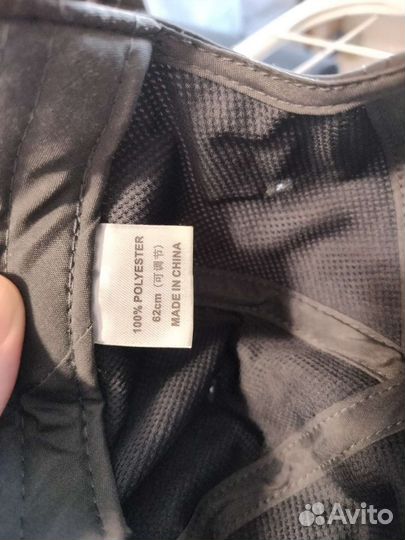 100% POLYESTER
62cm (可调节)
MADE IN CHINA
Avito